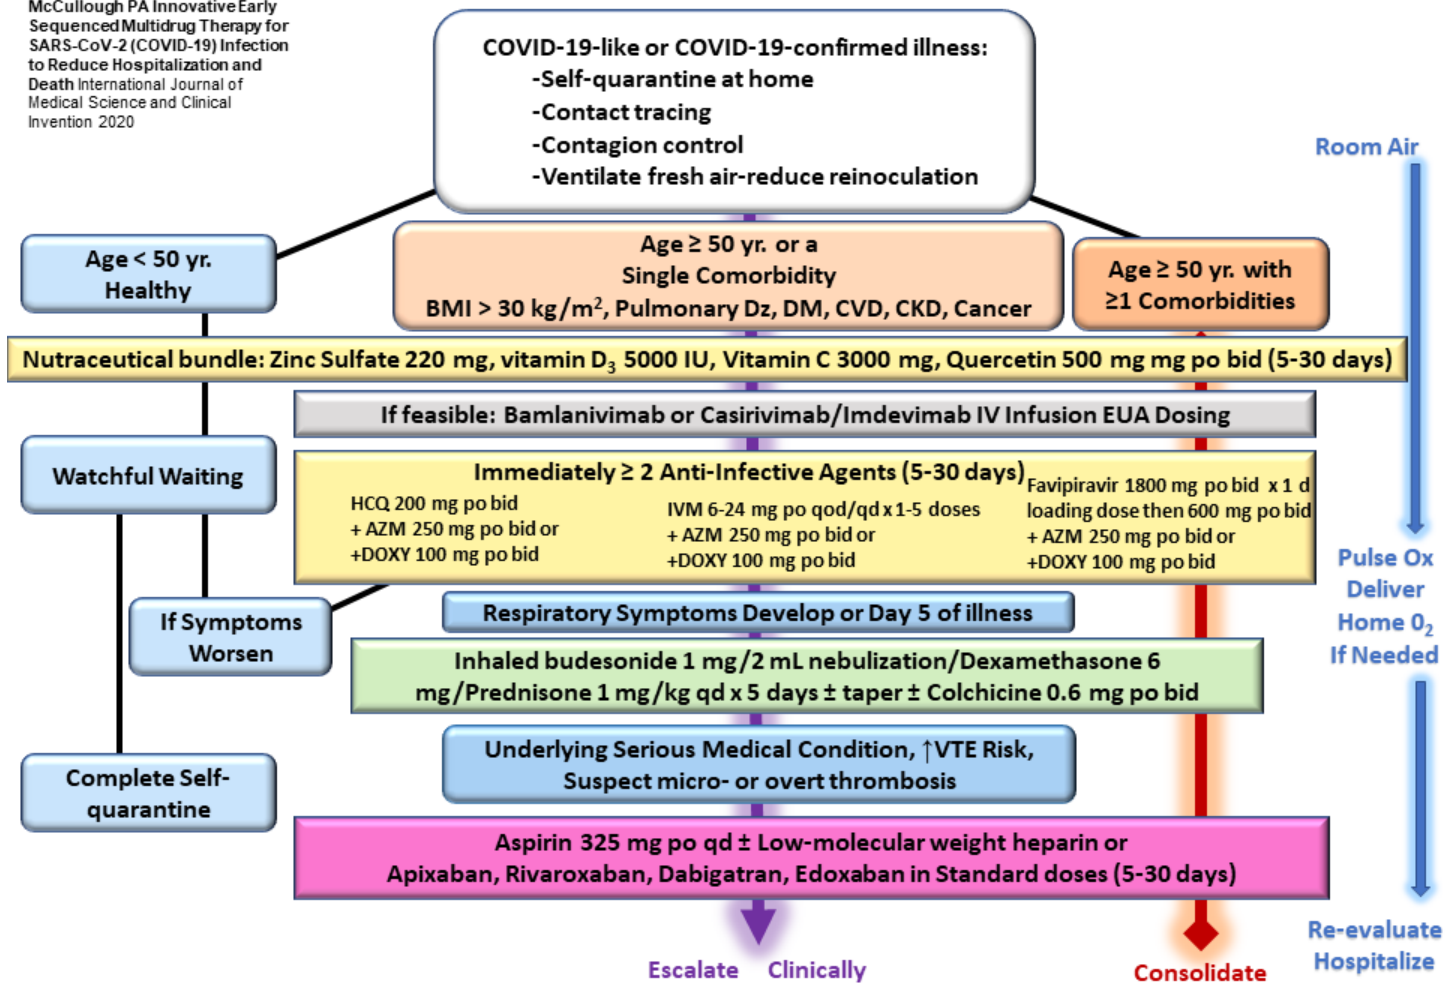 McCullough PA Innovative Early
Sequenced Multidrug Therapy for
SARS-CoV-2 (COVID-19) Infection
to Reduce Hospitalization and
Death International Journal of
Medical Science and Clinical
Invention 2020
COVID-19-like or COVID-19-confirmed illness:
-Self-quarantine at home
-Contact tracing
-Contagion control
-Ventilate fresh air-reduce reinoculation
Room Air
Age < 50 yr.
Healthy
Age ≥ 50 yr. or a
Single Comorbidity
BMI > 30 kg/m², Pulmonary Dz, DM, CVD, CKD, Cancer
Age ≥ 50 yr. with
≥1 Comorbidities
Nutraceutical bundle: Zinc Sulfate 220 mg, vitamin D₃ 5000 IU, Vitamin C 3000 mg, Quercetin 500 mg mg po bid (5-30 days)
If feasible: Bamlanivimab or Casirivimab/Imdevimab IV Infusion EUA Dosing
Watchful Waiting
Immediately ≥ 2 Anti-Infective Agents (5-30 days)
HCQ 200 mg po bid
+ AZM 250 mg po bid or
+DOXY 100 mg po bid
IVM 6-24 mg po qod/qd x 1-5 doses
+ AZM 250 mg po bid or
+DOXY 100 mg po bid
Favipiravir 1800 mg po bid x 1 d
loading dose then 600 mg po bid
+ AZM 250 mg po bid or
+DOXY 100 mg po bid
Pulse Ox
Deliver
Home 0₂
If Needed
If Symptoms
Worsen
Respiratory Symptoms Develop or Day 5 of illness
Inhaled budesonide 1 mg/2 mL nebulization/Dexamethasone 6
mg/Prednisone 1 mg/kg qd x 5 days ± taper ± Colchicine 0.6 mg po bid
Underlying Serious Medical Condition, ↑VTE Risk,
Suspect micro- or overt thrombosis
Complete Self-
quarantine
Aspirin 325 mg po qd ± Low-molecular weight heparin or
Apixaban, Rivaroxaban, Dabigatran, Edoxaban in Standard doses (5-30 days)
Escalate Clinically
Consolidate
Re-evaluate
Hospitalize